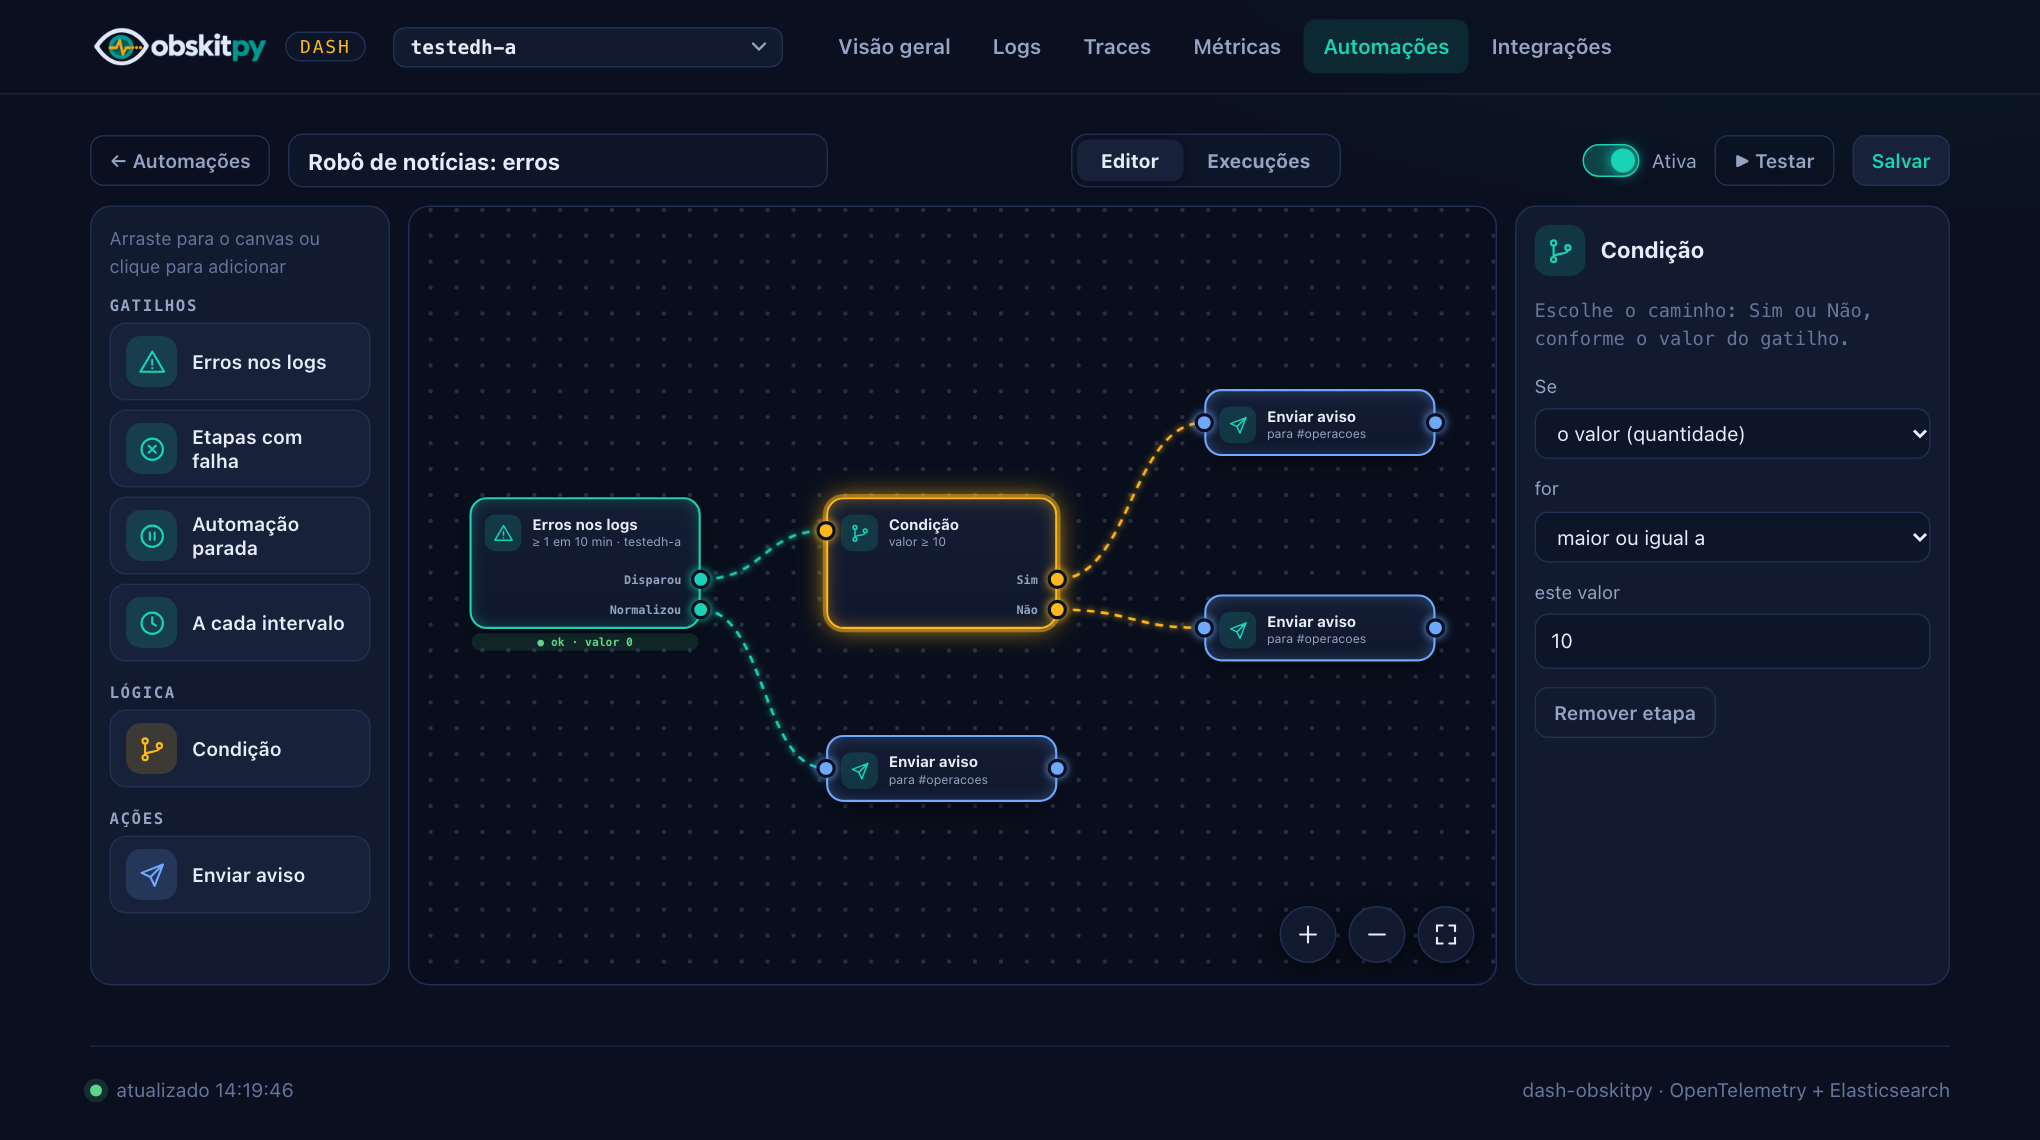 obskitpy
DASH
testedh-a
Visão geral
Logs
Traces
Métricas
Automações
Integrações
← Automações
Robô de notícias: erros
Editor
Execuções
Ativa
▶ Testar
Salvar
Arraste para o canvas ou
clique para adicionar
GATILHOS
Erros nos logs
Etapas com
falha
Automação
parada
A cada intervalo
LÓGICA
Condição
AÇÕES
Enviar aviso
Erros nos logs
≥ 1 em 10 min · testedh-a
Disparou
Normalizou
● ok · valor 0
Condição
valor ≥ 10
Sim
Não
Enviar aviso
para #operacoes
Enviar aviso
para #operacoes
Enviar aviso
para #operacoes
Condição
Escolhe o caminho: Sim ou Não,
conforme o valor do gatilho.
Se
o valor (quantidade)
for
maior ou igual a
este valor
10
Remover etapa
atualizado 14:19:46
dash-obskitpy · OpenTelemetry + Elasticsearch